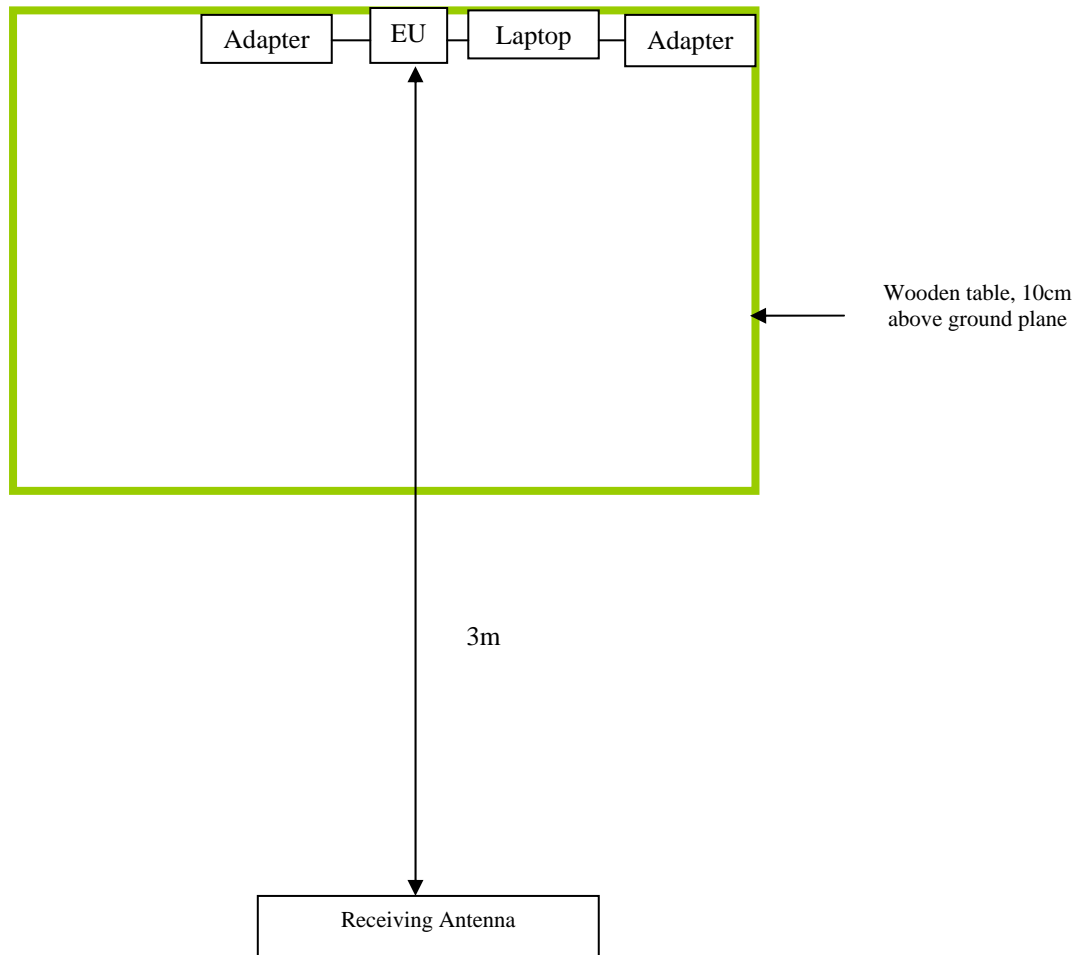 Adapter
EU
Laptop
Adapter
Wooden table, 10cm
above ground plane
3m
Receiving Antenna